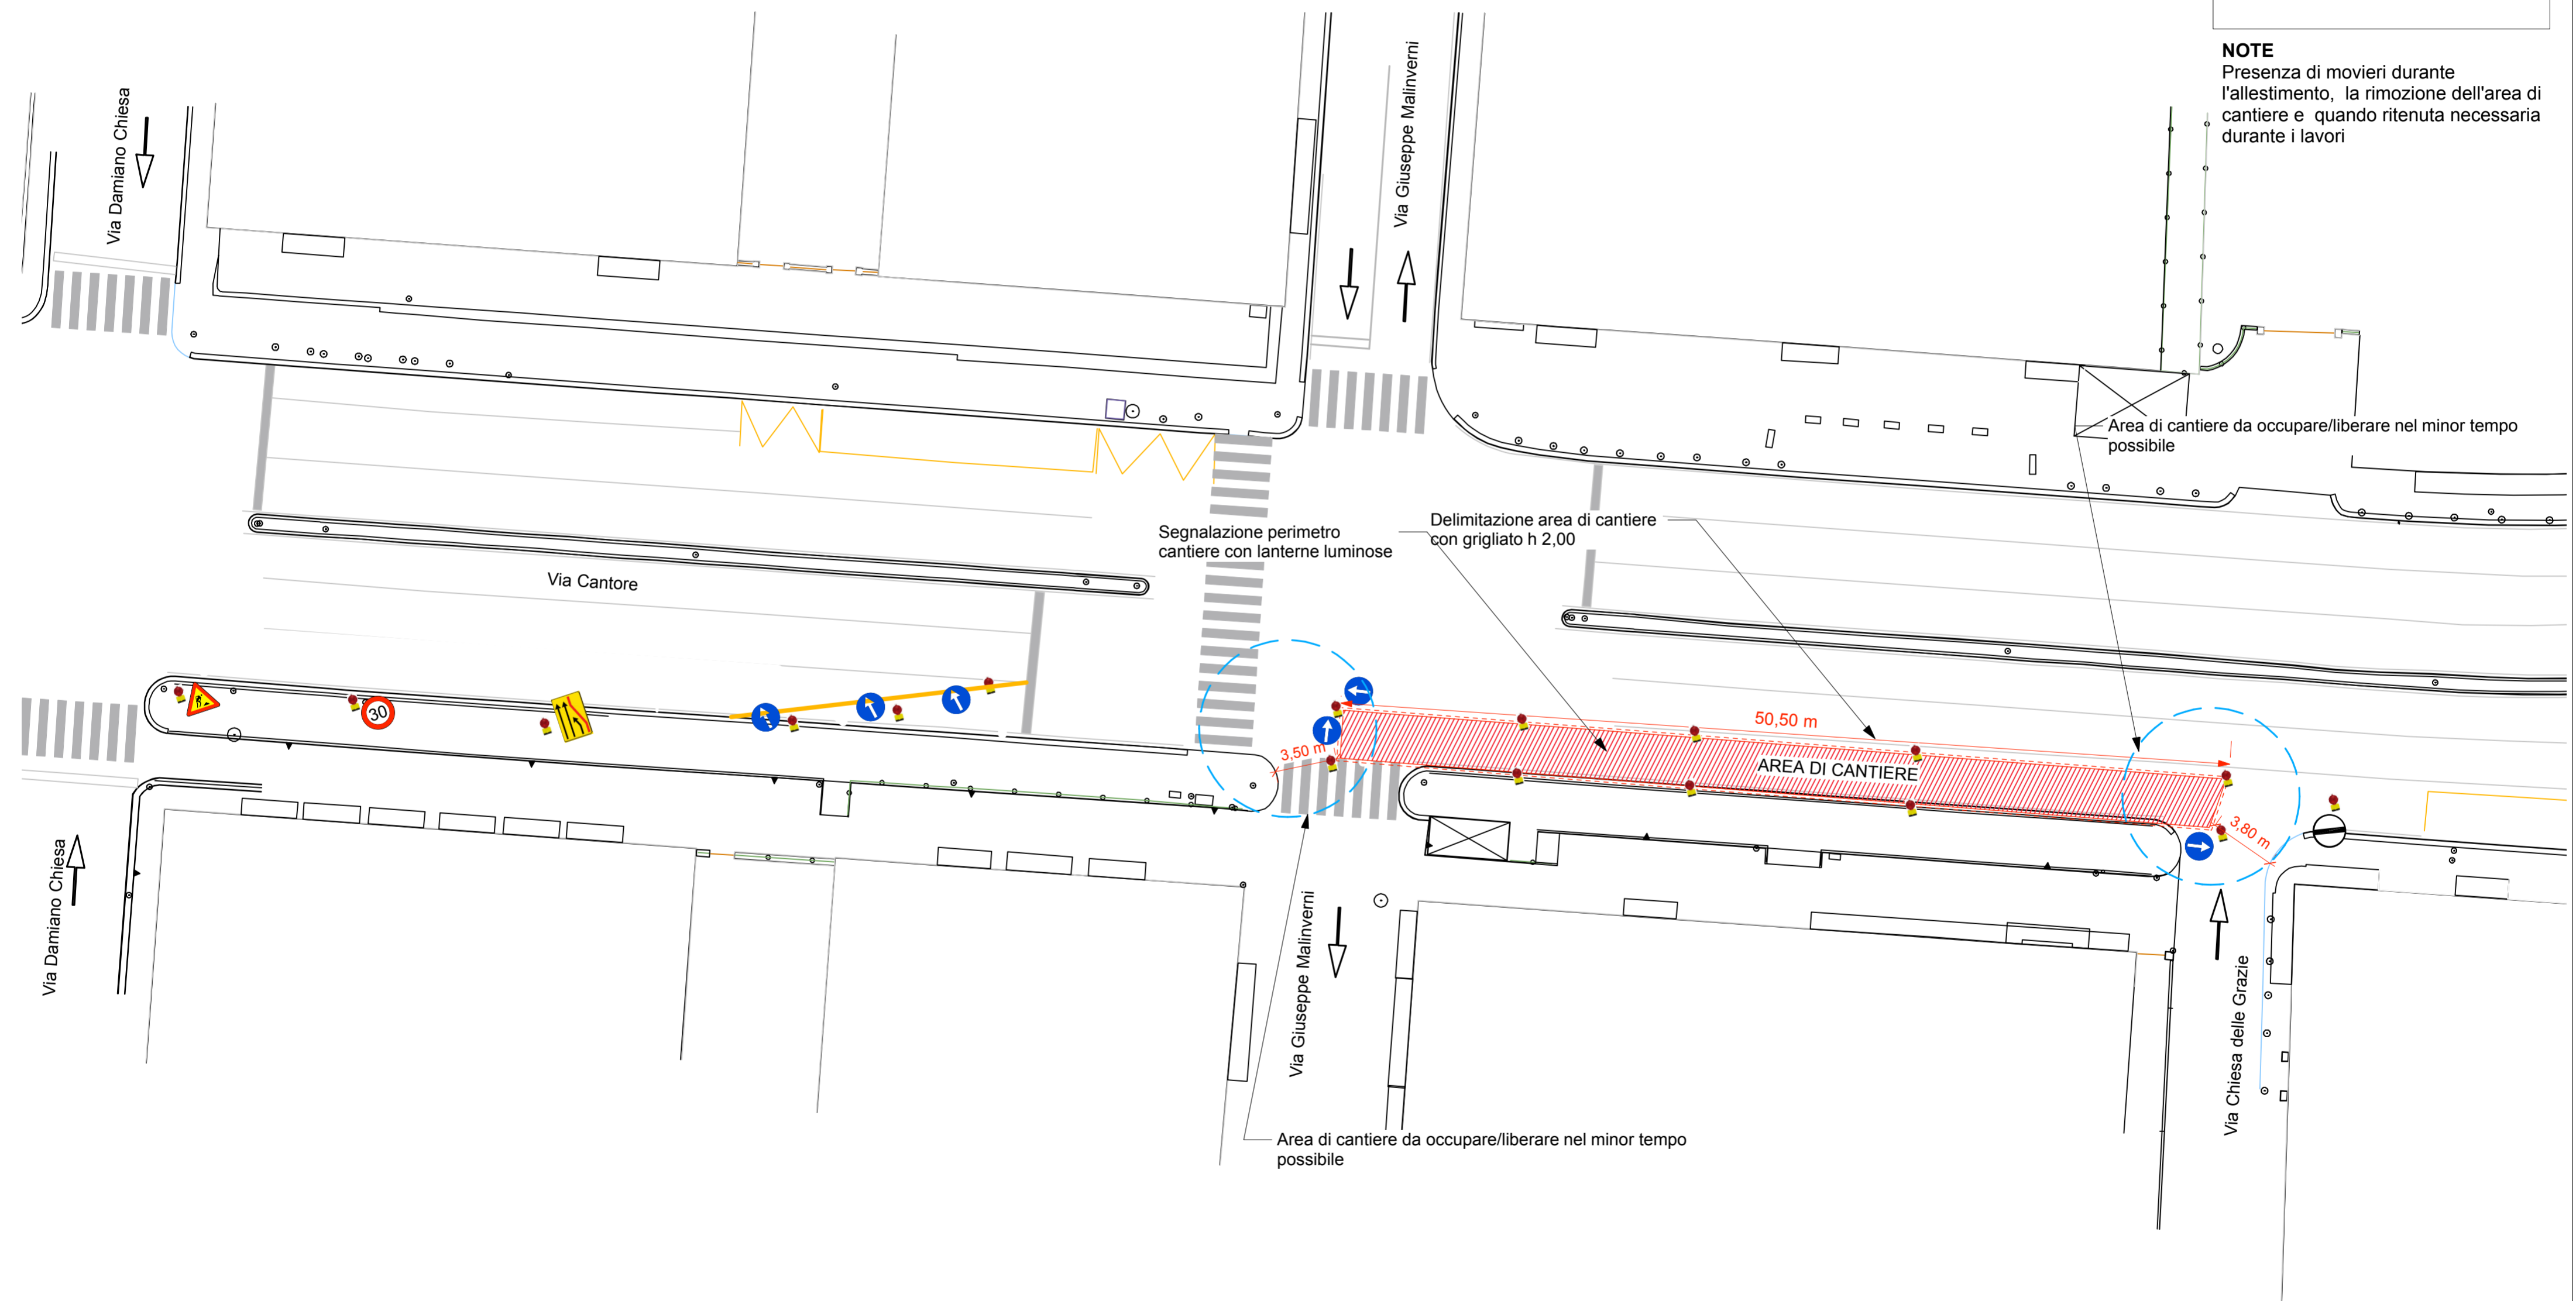 NOTE
Presenza di movieri durante
l'allestimento, la rimozione dell'area di
cantiere e quando ritenuta necessaria
durante i lavori
Via Damiano Chiesa
Via Giuseppe Malinverni
Area di cantiere da occupare/liberare nel minor tempo
possibile
Segnalazione perimetro
cantiere con lanterne luminose
Delimitazione area di cantiere
con grigliato h 2,00
Via Cantore
30
50,50 m
3,50 m
AREA DI CANTIERE
3,80 m
Via Damiano Chiesa
Via Giuseppe Malinverni
Via Chiesa delle Grazie
Area di cantiere da occupare/liberare nel minor tempo
possibile